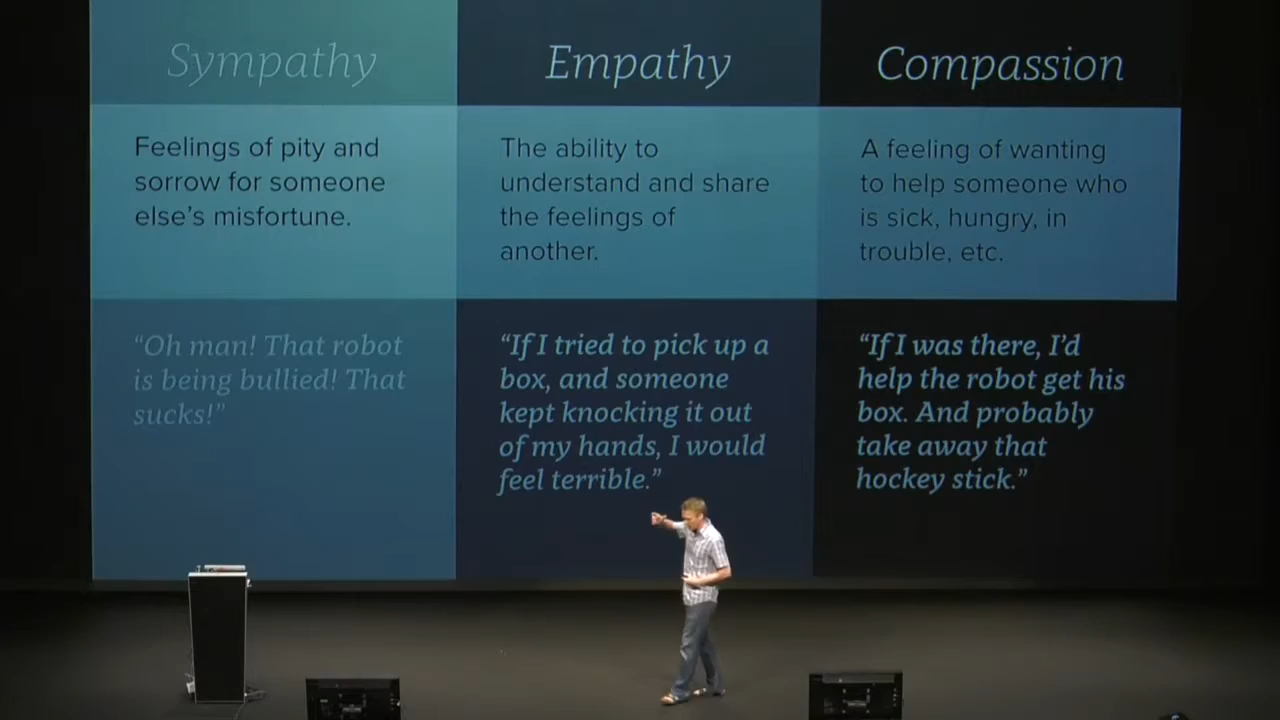 Sympathy
Empathy
Compassion
Feelings of pity and
sorrow for someone
else's misfortune.
The ability to
understand and share
the feelings of
another.
A feeling of wanting
to help someone who
is sick, hungry, in
trouble, etc.
“Oh man! That robot
is being bullied! That
sucks!”
“If I tried to pick up a
box, and someone
kept knocking it out
of my hands, I would
feel terrible.”
“If I was there, I’d
help the robot get his
box. And probably
take away that
hockey stick.”